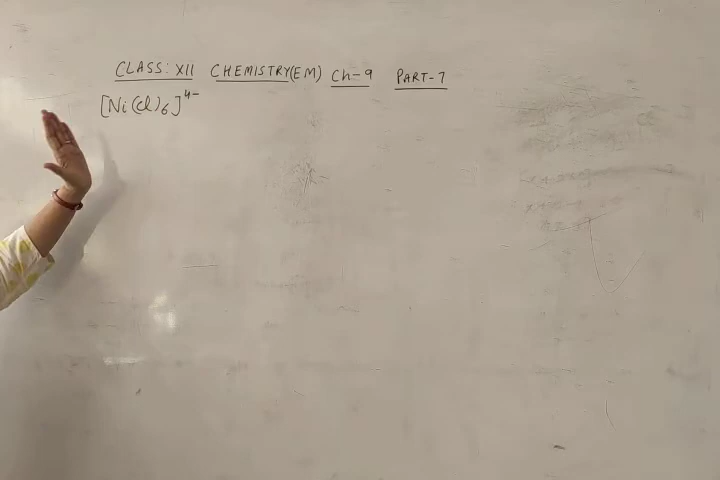 CLASS: XII CHEMISTRY(EM) Ch-9 PART-7
[Ni(Cl)₆]⁴⁻